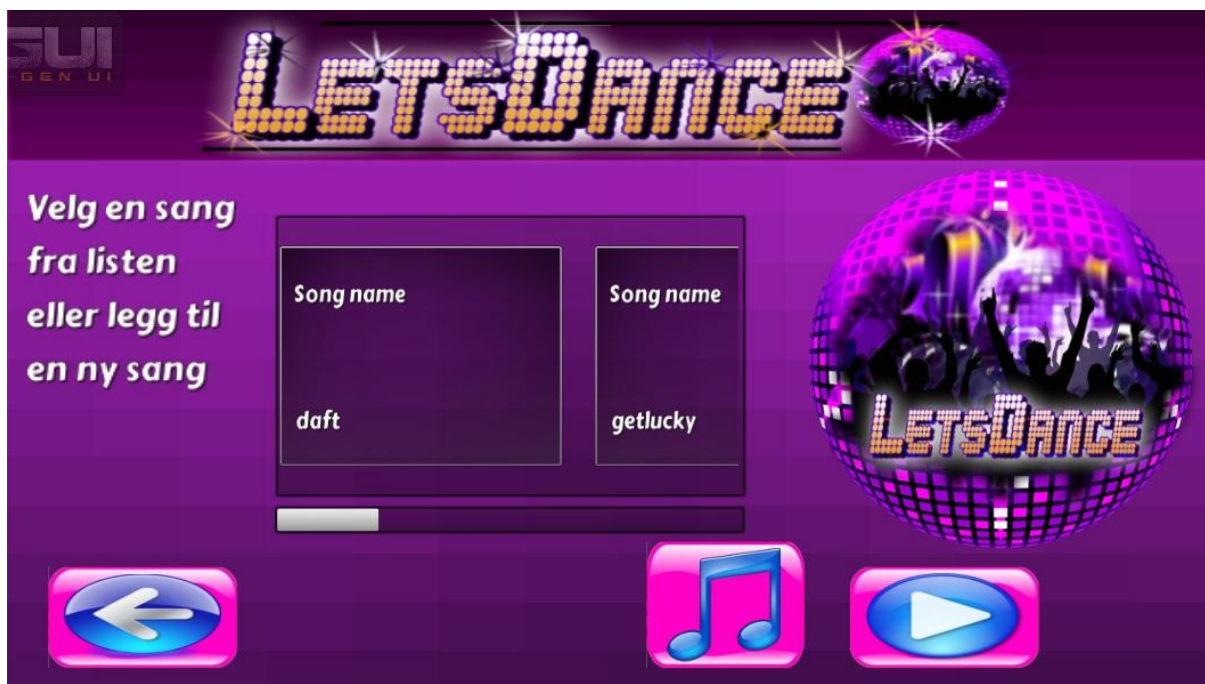 GUI
GEN UI
LETSDANCE
Velg en sang
fra listen
eller legg til
en ny sang
Song name
daft
Song name
getlucky
LETSDANCE